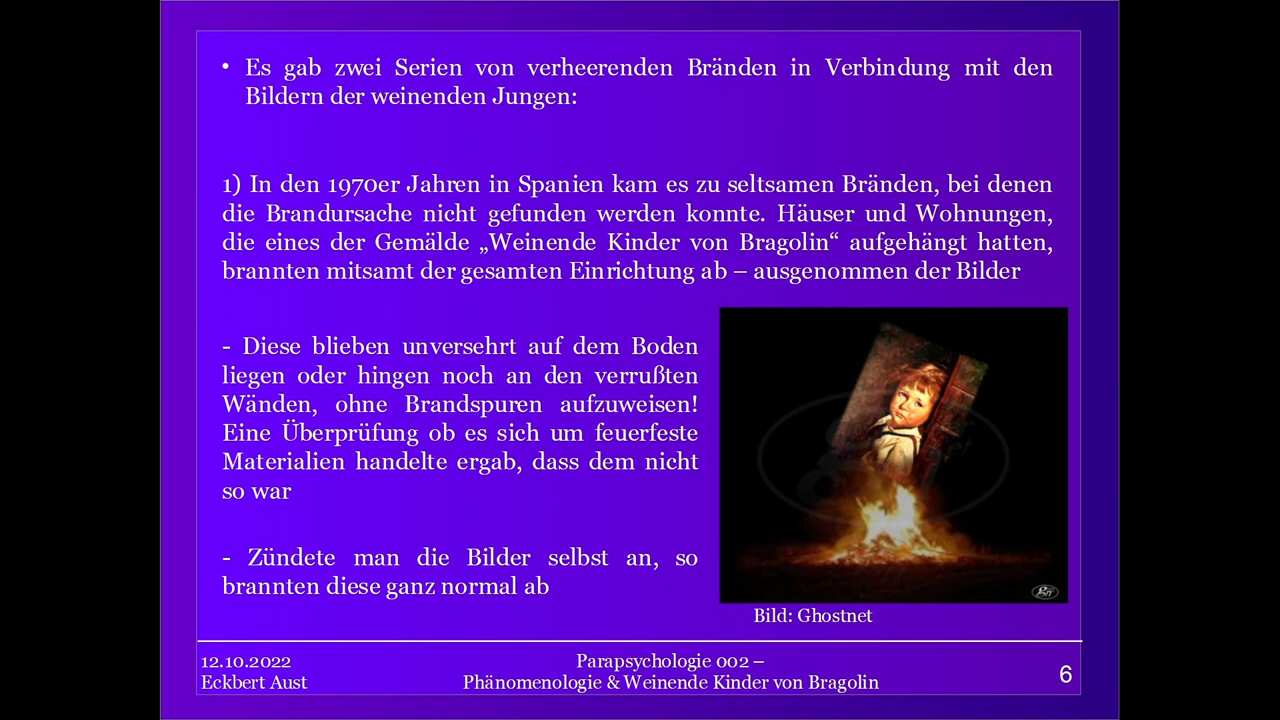 • Es gab zwei Serien von verheerenden Bränden in Verbindung mit den
Bildern der weinenden Jungen:
1) In den 1970er Jahren in Spanien kam es zu seltsamen Bränden, bei denen
die Brandursache nicht gefunden werden konnte. Häuser und Wohnungen,
die eines der Gemälde „Weinende Kinder von Bragolin“ aufgehängt hatten,
brannten mitsamt der gesamten Einrichtung ab – ausgenommen der Bilder
- Diese blieben unversehrt auf dem Boden
liegen oder hingen noch an den verrußten
Wänden, ohne Brandspuren aufzuweisen!
Eine Überprüfung ob es sich um feuerfeste
Materialien handelte ergab, dass dem nicht
so war
- Zündete man die Bilder selbst an, so
brannten diese ganz normal ab
Bild: Ghostnet
12.10.2022
Eckbert Aust
Parapsychologie 002 –
Phänomenologie & Weinende Kinder von Bragolin
6